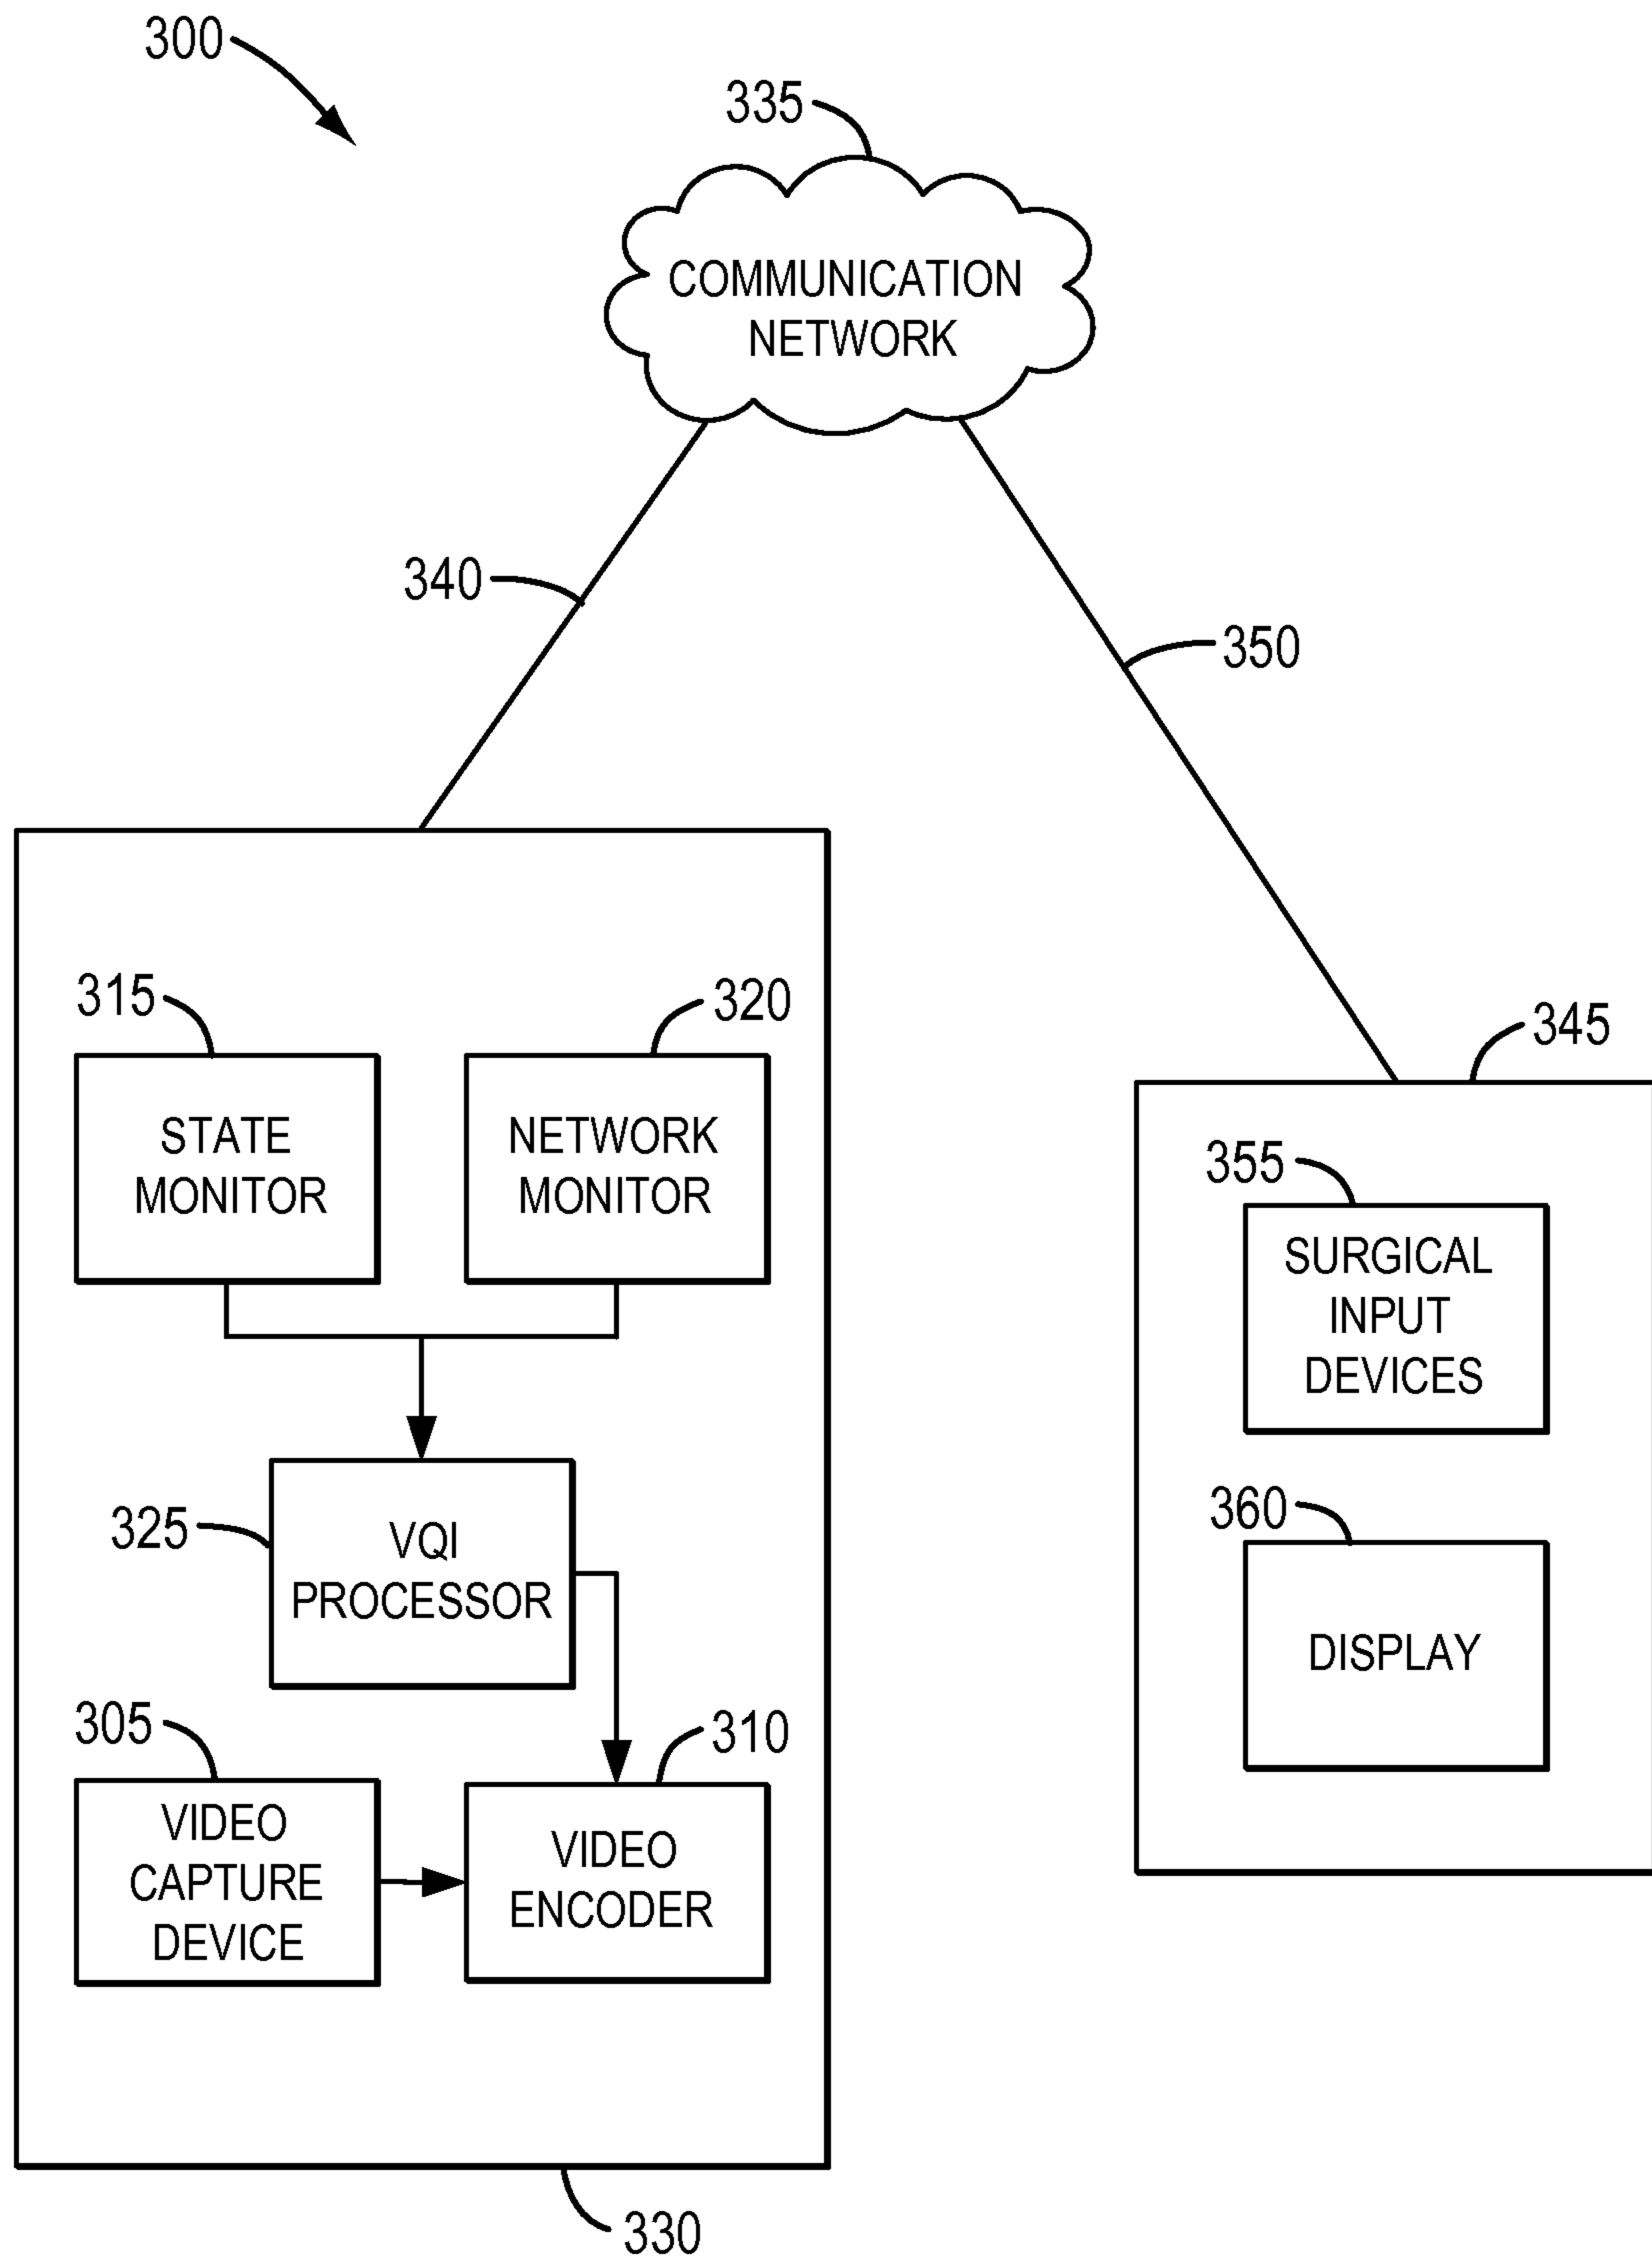 300
335
COMMUNICATION
NETWORK
340
350
315
320
345
STATE
MONITOR
NETWORK
MONITOR
355
SURGICAL
INPUT
DEVICES
325
VQI
PROCESSOR
360
DISPLAY
305
310
VIDEO
CAPTURE
DEVICE
VIDEO
ENCODER
330